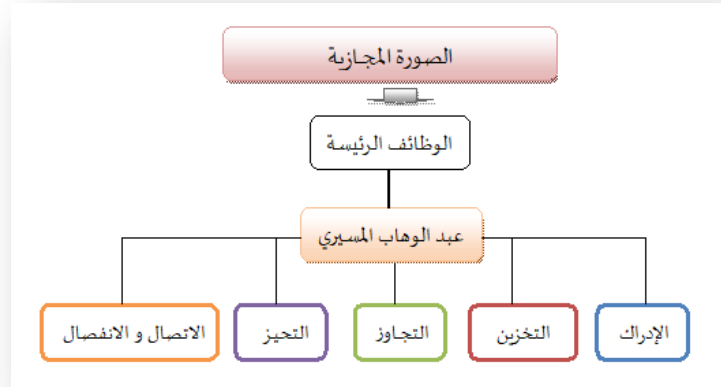 الصورة المجازية
الوظائف الرئيسة
عبد الوهاب المسيري
الإدراك
التخزين
التجاوز
التحيز
الاتصال و الانفصال